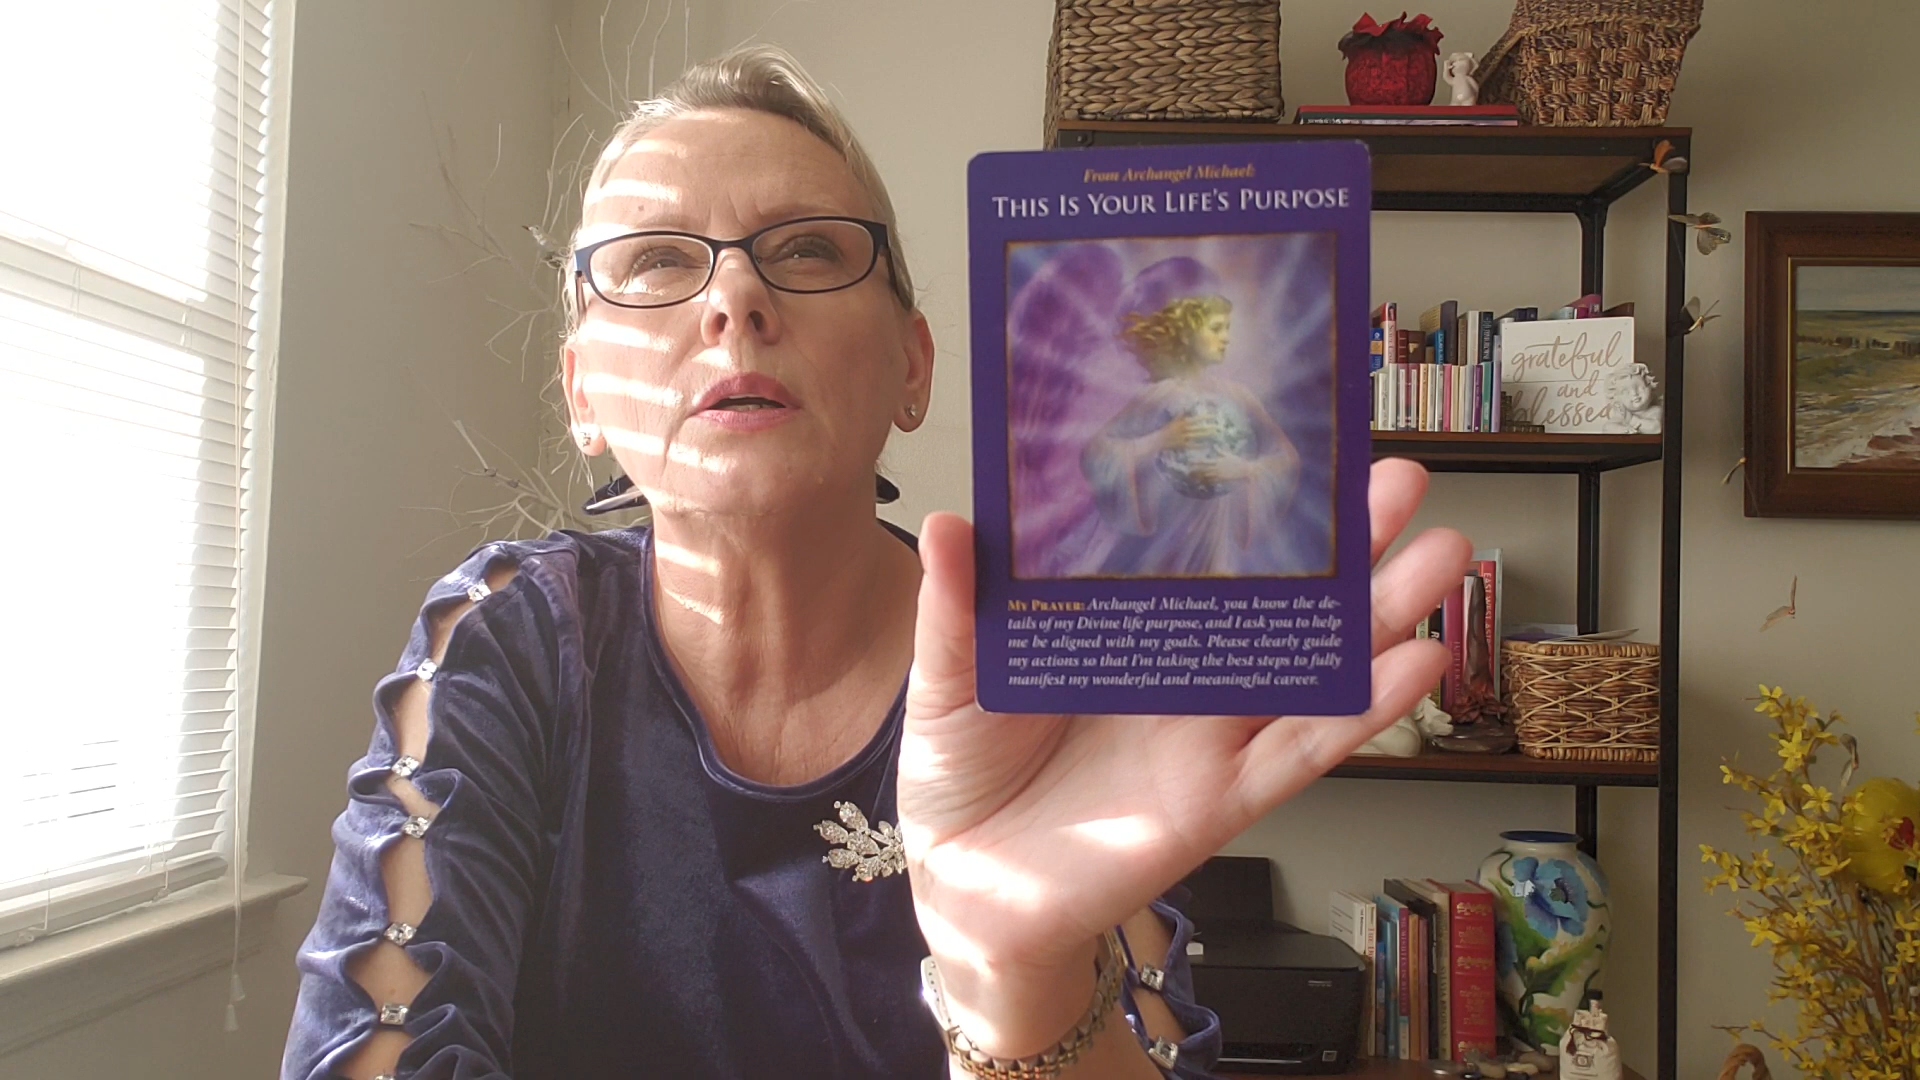 From Archangel Michael:
THIS IS YOUR LIFE'S PURPOSE
MY PRAYER: Archangel Michael, you know the de-
tails of my Divine life purpose, and I ask you to help
me be aligned with my goals. Please clearly guide
my actions so that I'm taking the best steps to fully
manifest my wonderful and meaningful career.
grateful
and
blessed